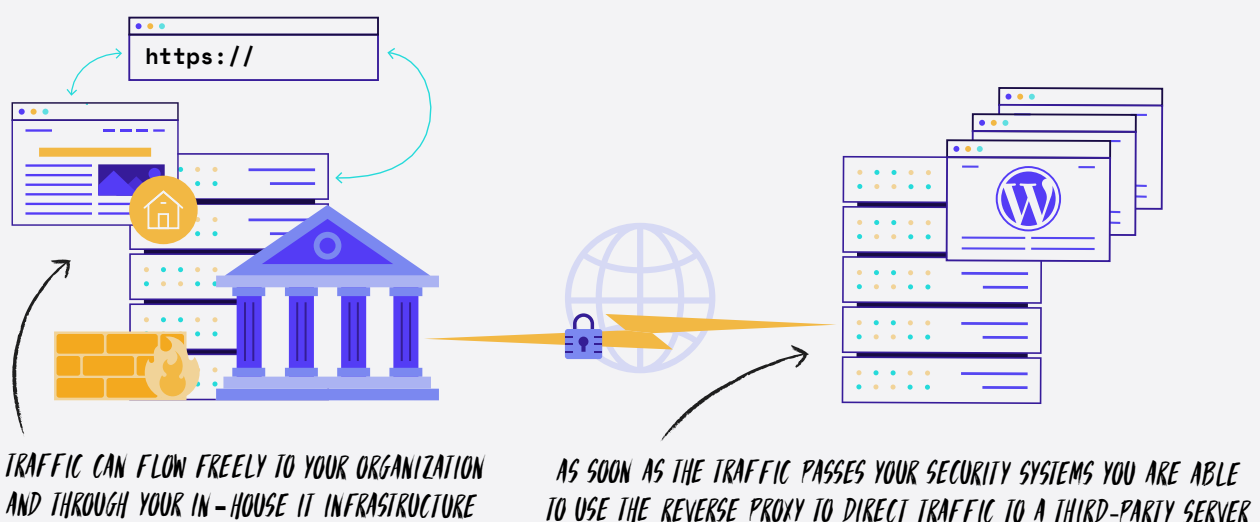 https://
TRAFFIC CAN FLOW FREELY TO YOUR ORGANIZATION
AND THROUGH YOUR IN-HOUSE IT INFRASTRUCTURE
AS SOON AS THE TRAFFIC PASSES YOUR SECURITY SYSTEMS YOU ARE ABLE
TO USE THE REVERSE PROXY TO DIRECT TRAFFIC TO A THIRD-PARTY SERVER